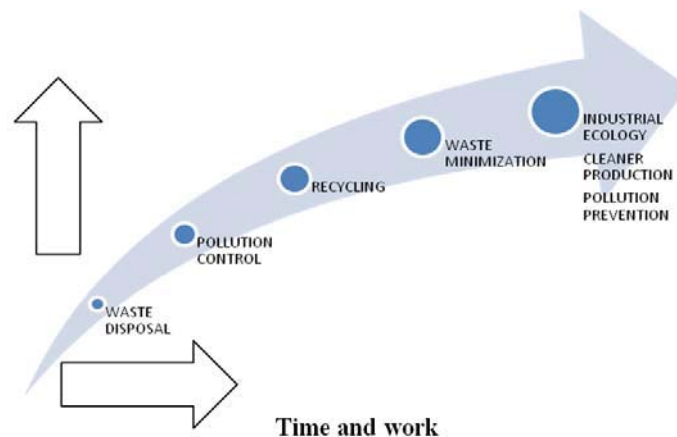 INDUSTRIAL
ECOLOGY
CLEANER
PRODUCTION
POLLUTION
PREVENTION
WASTE
MINIMIZATION
RECYCLING
POLLUTION
CONTROL
WASTE
DISPOSAL
Time and work